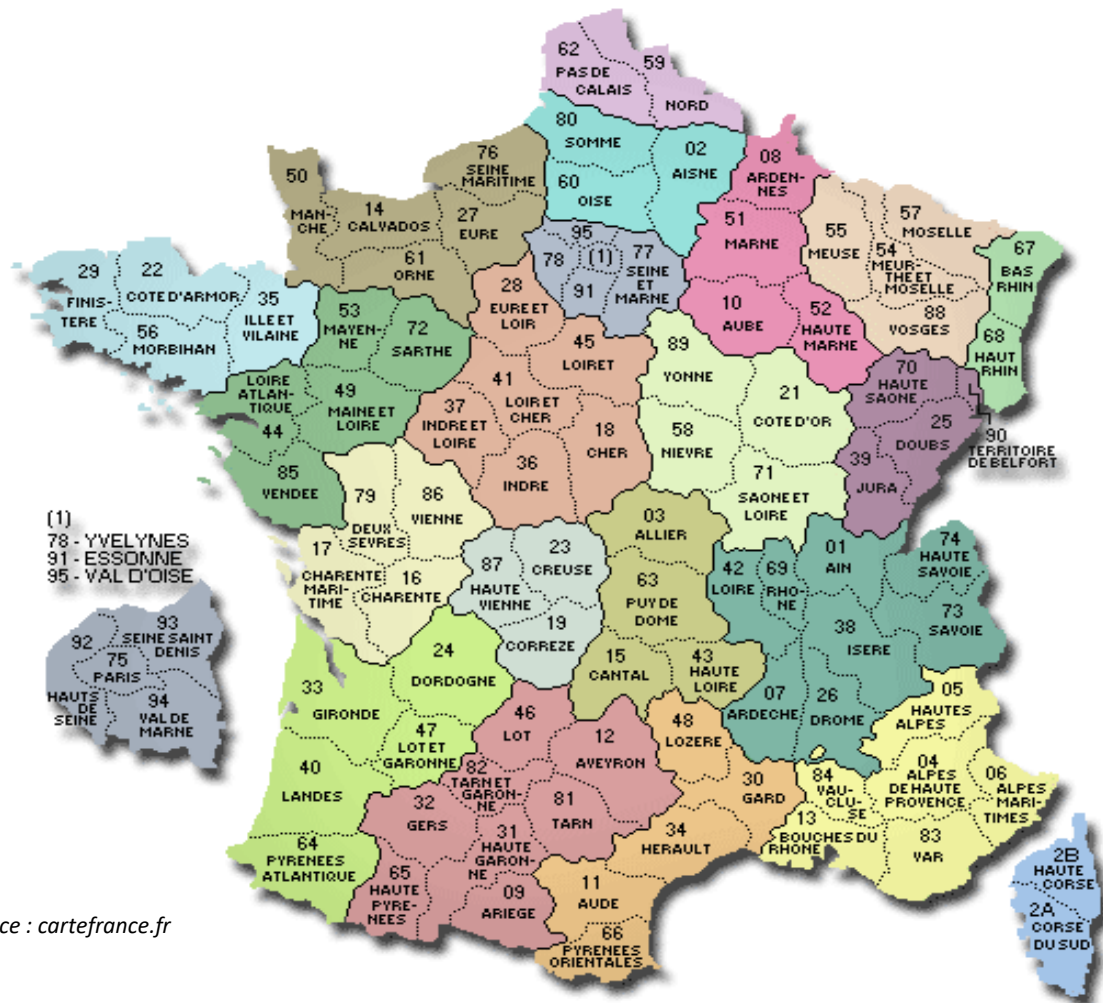 62
PAS DE
CALAIS
59
NORD
80
SOMME
02
AISNE
60
OISE
76
SEINE
MARITIME
27
EURE
50
MAN-
CHE
14
CALVADOS
61
ORNE
08
ARDEN-
NES
51
MARNE
10
AUBE
52
HAUTE
MARNE
55
MEUSE
57
MOSELLE
54
MEUR-
THE ET
MOSELLE
88
VOSGES
67
BAS
RHIN
68
HAUT
RHIN
95
78
(1)
77
SEINE
ET
MARNE
91
29
FINIS-
TERE
22
COTE D'ARMOR
35
ILLE ET
VILAINE
56
MORBIHAN
53
MAYEN-
NE
72
SARTHE
LOIRE
ATLAN-
TIQUE
44
49
MAINE ET
LOIRE
85
VENDEE
28
EURE ET
LOIR
45
LOIRET
41
LOIR ET
CHER
37
INDRE ET
LOIRE
18
CHER
36
INDRE
89
YONNE
21
COTE D'OR
58
NIEVRE
71
SAONE ET
LOIRE
70
HAUTE
SAONE
25
DOUBS
39
JURA
90
TERRITOIRE
DE BELFORT
79
DEUX
SEVRES
86
VIENNE
17
CHARENTE
MARI-
TIME
16
CHARENTE
87
HAUTE
VIENNE
23
CREUSE
19
CORREZE
03
ALLIER
63
PUY DE
DOME
15
CANTAL
43
HAUTE
LOIRE
42
LOIRE
69
RHO-
NE
01
AIN
74
HAUTE
SAVOIE
73
SAVOIE
38
ISERE
07
ARDECHE
26
DROME
(1)
78 - YVELYNES
91 - ESSONNE
95 - VAL D'OISE
93
SEINE SAINT
DENIS
92
HAUTS
DE
SEINE
75
PARIS
94
VAL DE
MARNE
24
DORDOGNE
33
GIRONDE
47
LOT ET
GARONNE
40
LANDES
64
PYRENEES
ATLANTIQUE
46
LOT
12
AVEYRON
82
TARN ET
GARON-
NE
32
GERS
81
TARN
31
HAUTE
GARON-
NE
65
HAUTE
PYRE-
NEES
09
ARIEGE
48
LOZERE
30
GARD
34
HERAULT
11
AUDE
66
PYRENEES
ORIENTALES
05
HAUTES
ALPES
04
ALPES
DE HAUTE
PROVENCE
06
ALPES
MARI-
TIMES
84
VAU-
CLU-
SE
13
BOUCHES DU
RHONE
83
VAR
2B
HAUTE
CORSE
2A
CORSE
DU SUD
ce : cartefrance.fr